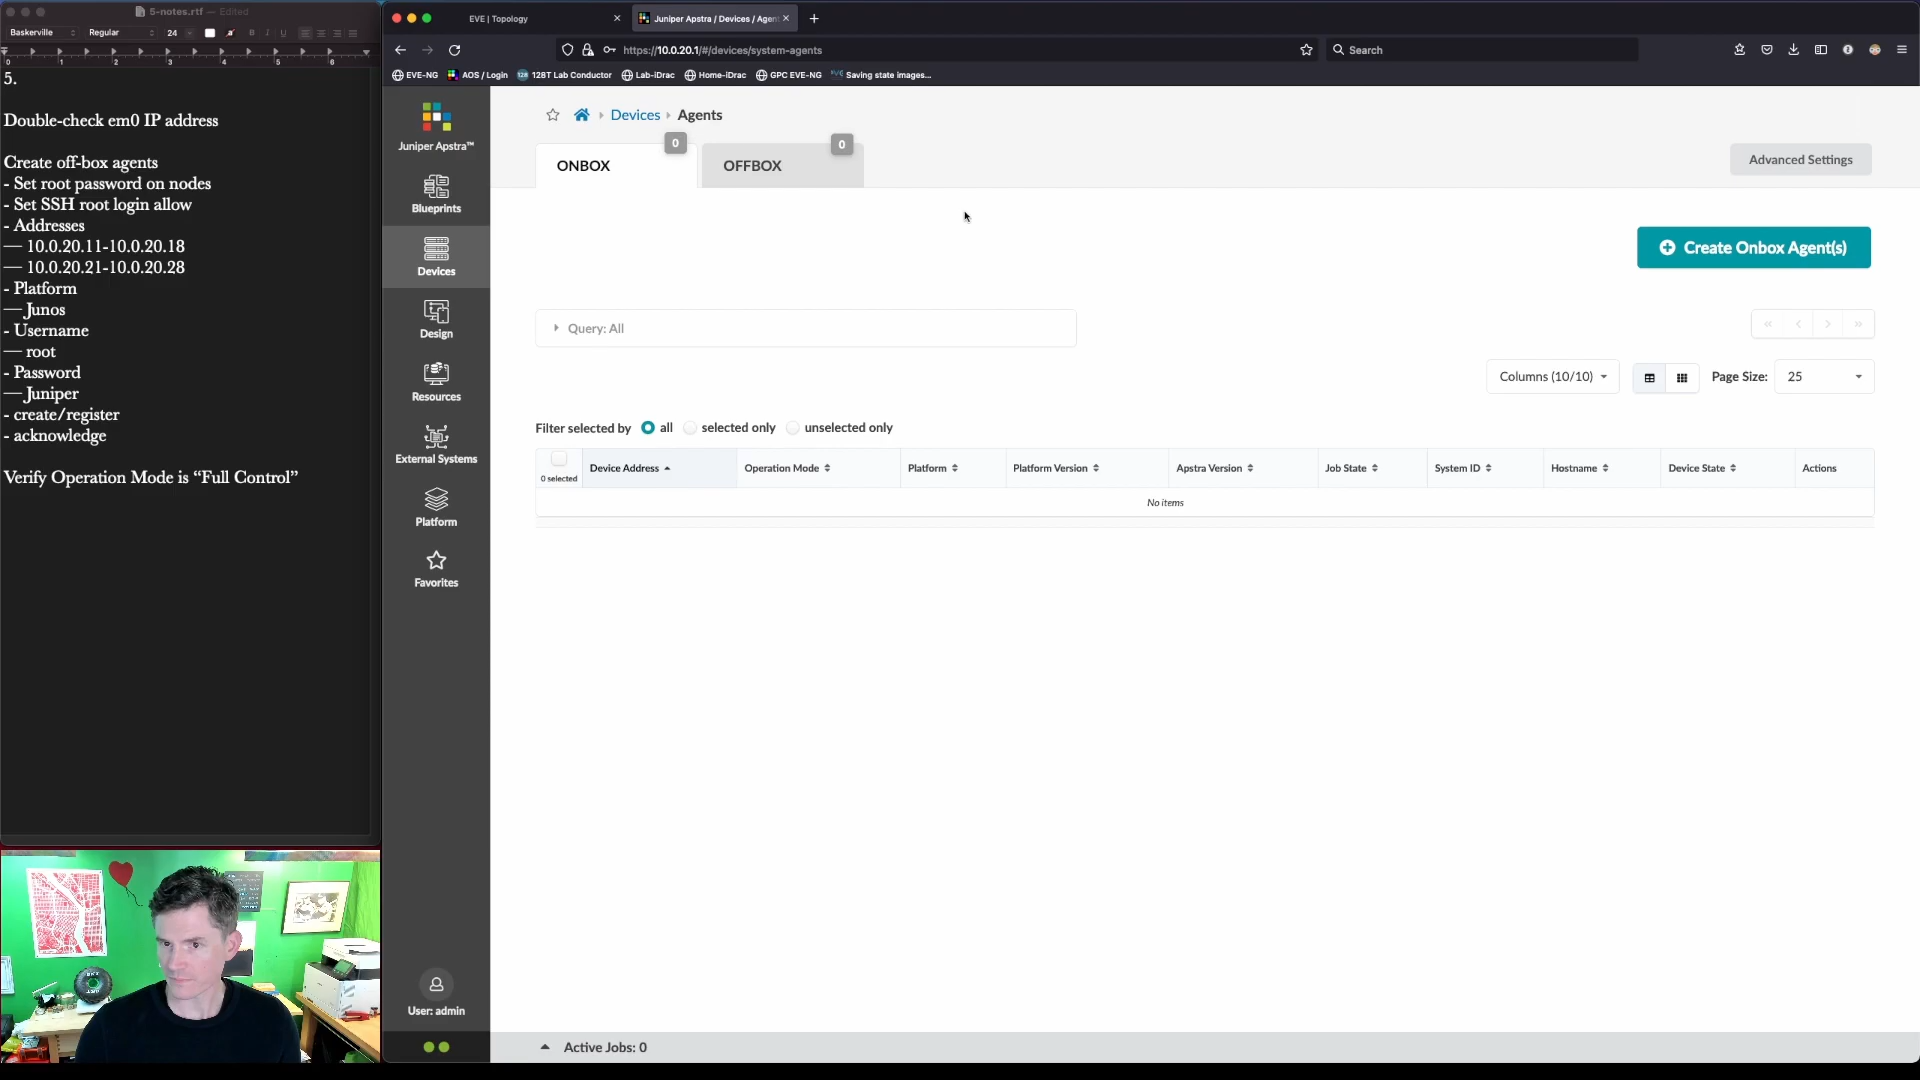 5-notes.rtf — Edited
Baskerville
Regular
24
B I U
0 1 2 3 4 5 6
5.
Double-check em0 IP address
Create off-box agents
- Set root password on nodes
- Set SSH root login allow
- Addresses
— 10.0.20.11-10.0.20.18
— 10.0.20.21-10.0.20.28
- Platform
— Junos
- Username
— root
- Password
— Juniper
- create/register
- acknowledge
Verify Operation Mode is “Full Control”
EVE | Topology
Juniper Apstra / Devices / Agen
https://10.0.20.1/#/devices/system-agents
Search
EVE-NG
AOS / Login
128T Lab Conductor
Lab-iDrac
Home-iDrac
GPC EVE-NG
Saving state images...
Juniper Apstra™
Blueprints
Devices
Design
Resources
External Systems
Platform
Favorites
User: admin
Devices
Agents
ONBOX
0
OFFBOX
0
Advanced Settings
Create Onbox Agent(s)
Query: All
« ‹ › »
Columns (10/10)
Page Size:
25
Filter selected by
all
selected only
unselected only
0 selected
Device Address
Operation Mode
Platform
Platform Version
Apstra Version
Job State
System ID
Hostname
Device State
Actions
No items
Active Jobs: 0